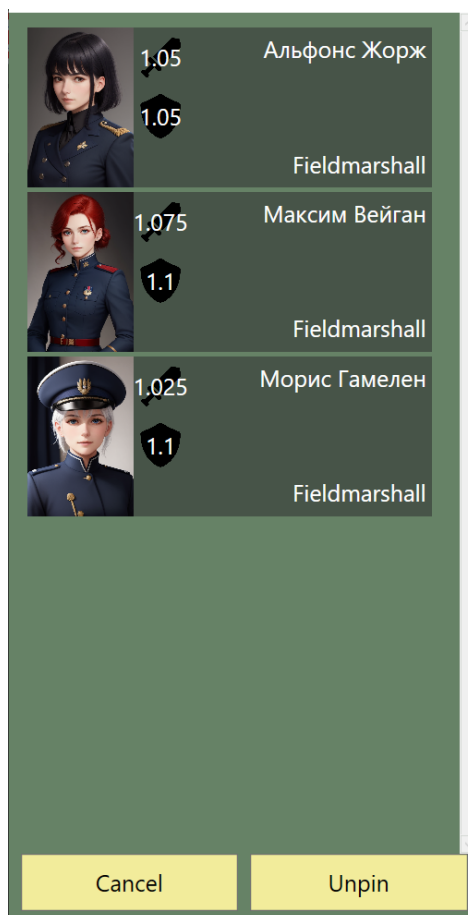 1.05
Альфонс Жорж
1.05
Fieldmarshall
1.075
Максим Вейган
1.1
Fieldmarshall
1.025
Морис Гамелен
1.1
Fieldmarshall
Cancel
Unpin